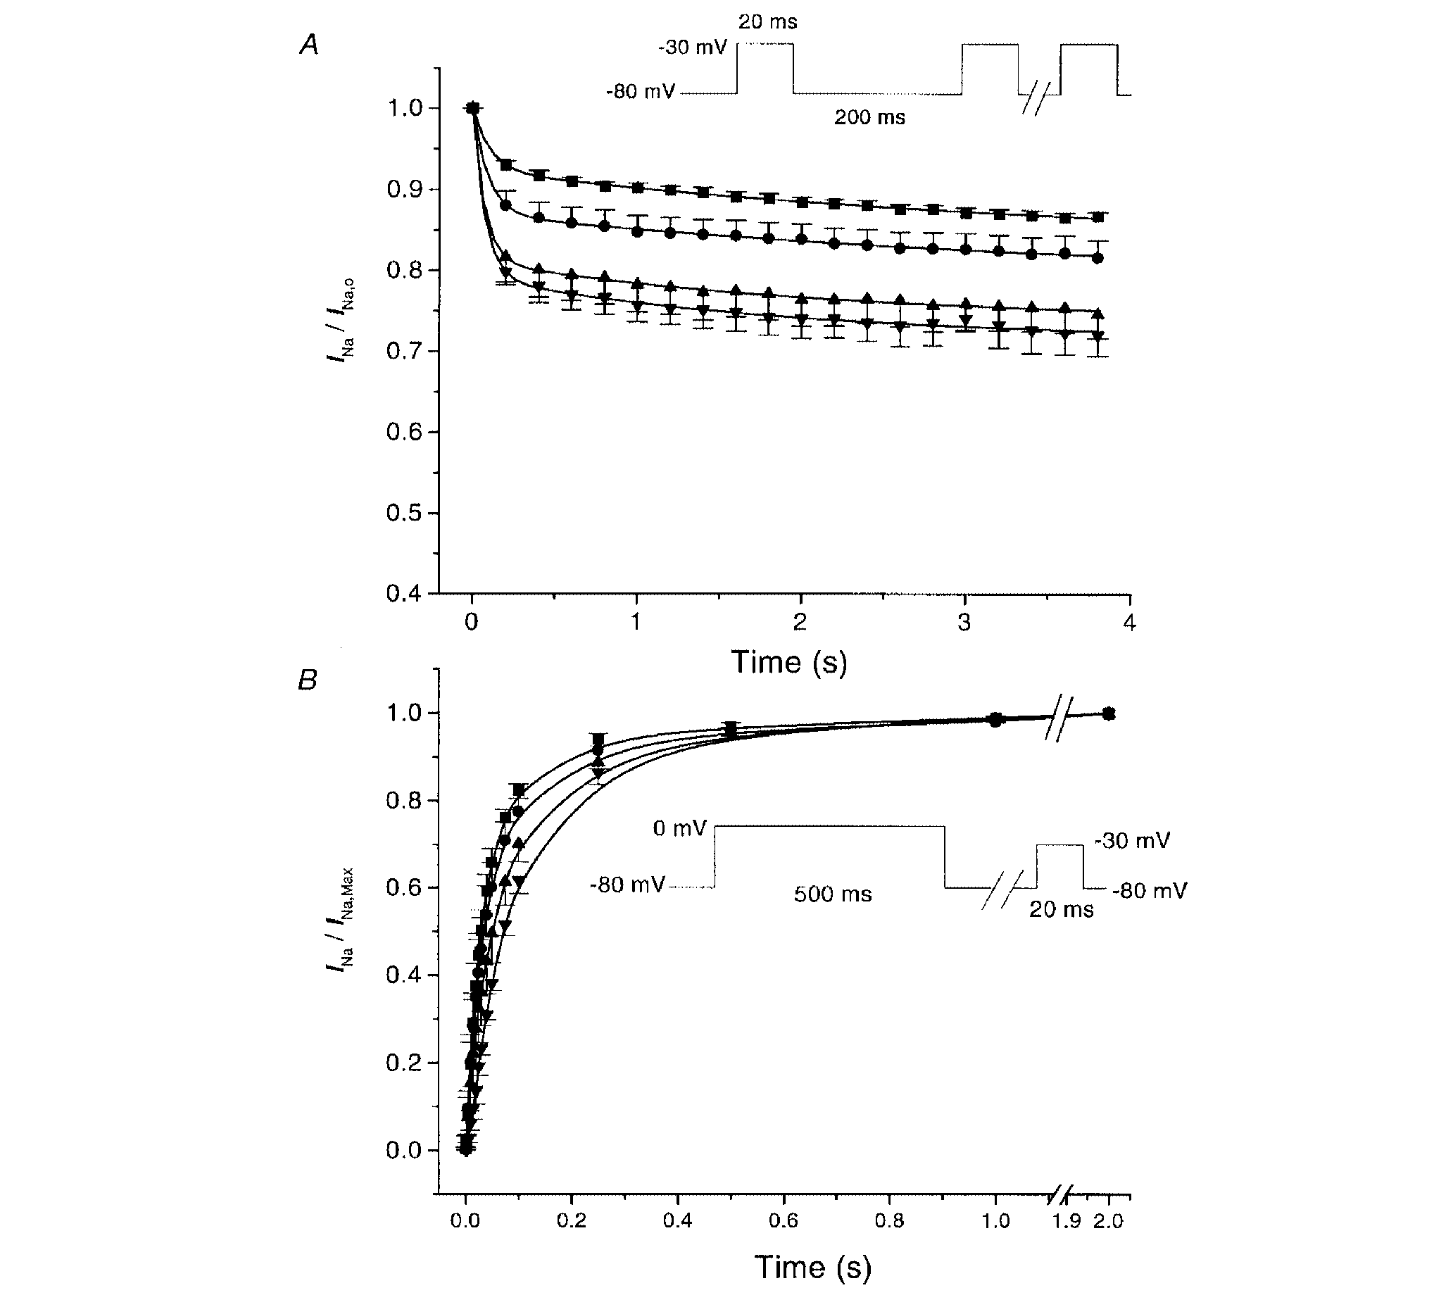 A
20 ms
-30 mV
-80 mV
200 ms
1.0
0.9
0.8
0.7
0.6
0.5
0.4
I Na / I Na,o
0 1 2 3 4
Time (s)
B
1.0
0.8
0.6
0.4
0.2
0.0
I Na / I Na,Max
0 mV
-80 mV
500 ms
-30 mV
-80 mV
20 ms
0.0 0.2 0.4 0.6 0.8 1.0 1.9 2.0
Time (s)